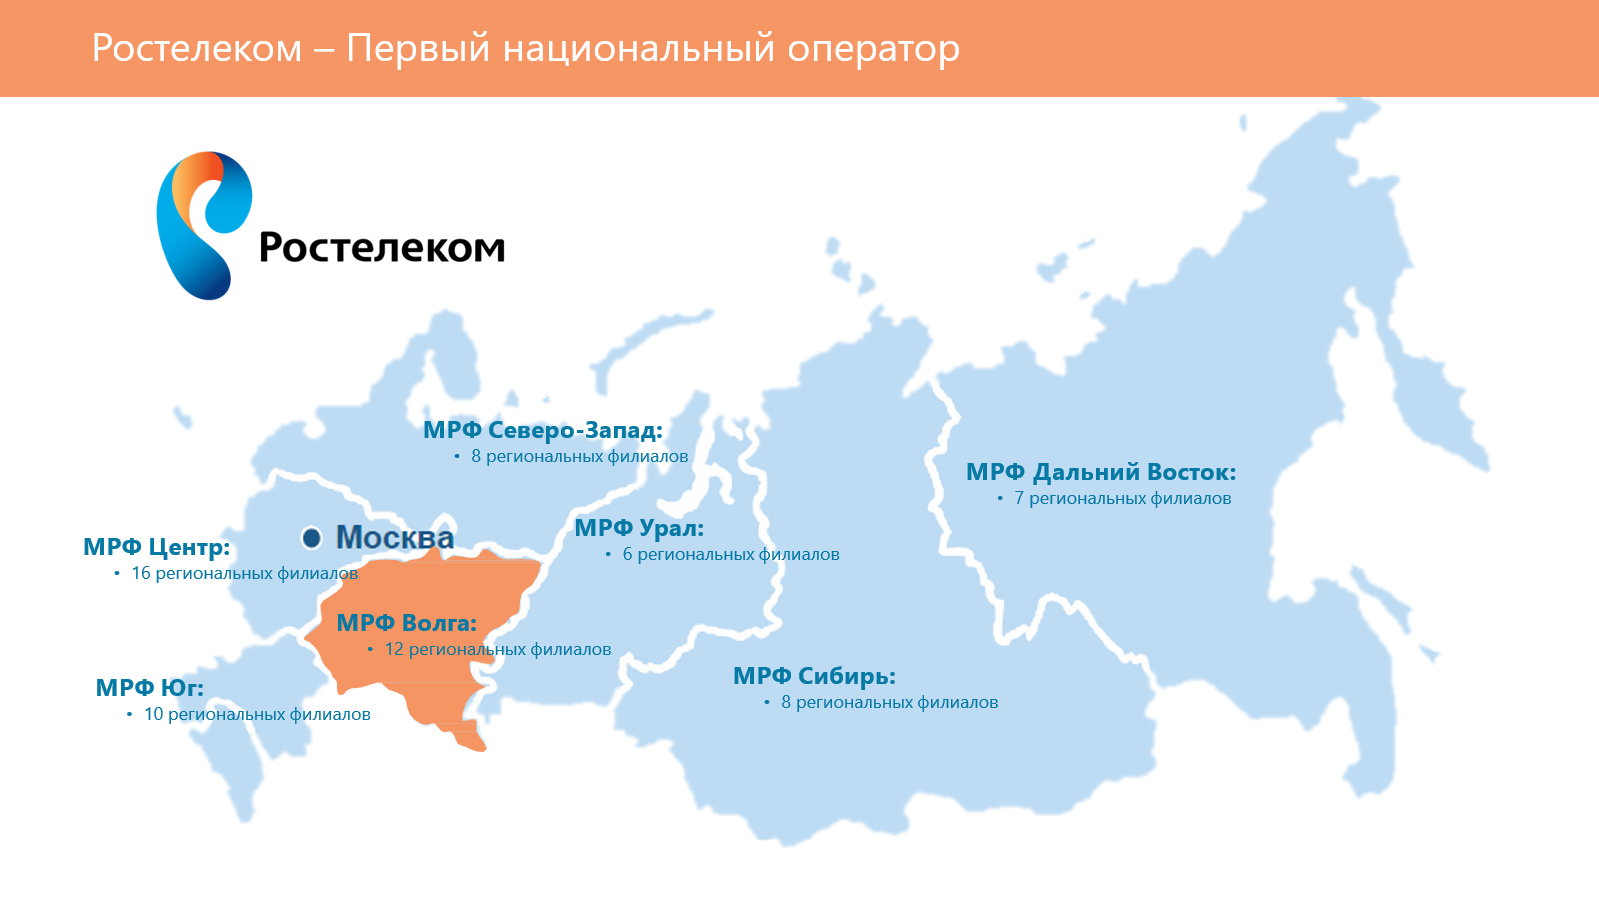 Ростелеком – Первый национальный оператор
Ростелеком
МРФ Северо-Запад:
• 8 региональных филиалов
МРФ Дальний Восток:
• 7 региональных филиалов
МРФ Урал:
• 6 региональных филиалов
Москва
МРФ Центр:
• 16 региональных филиалов
МРФ Волга:
• 12 региональных филиалов
МРФ Сибирь:
• 8 региональных филиалов
МРФ Юг:
• 10 региональных филиалов